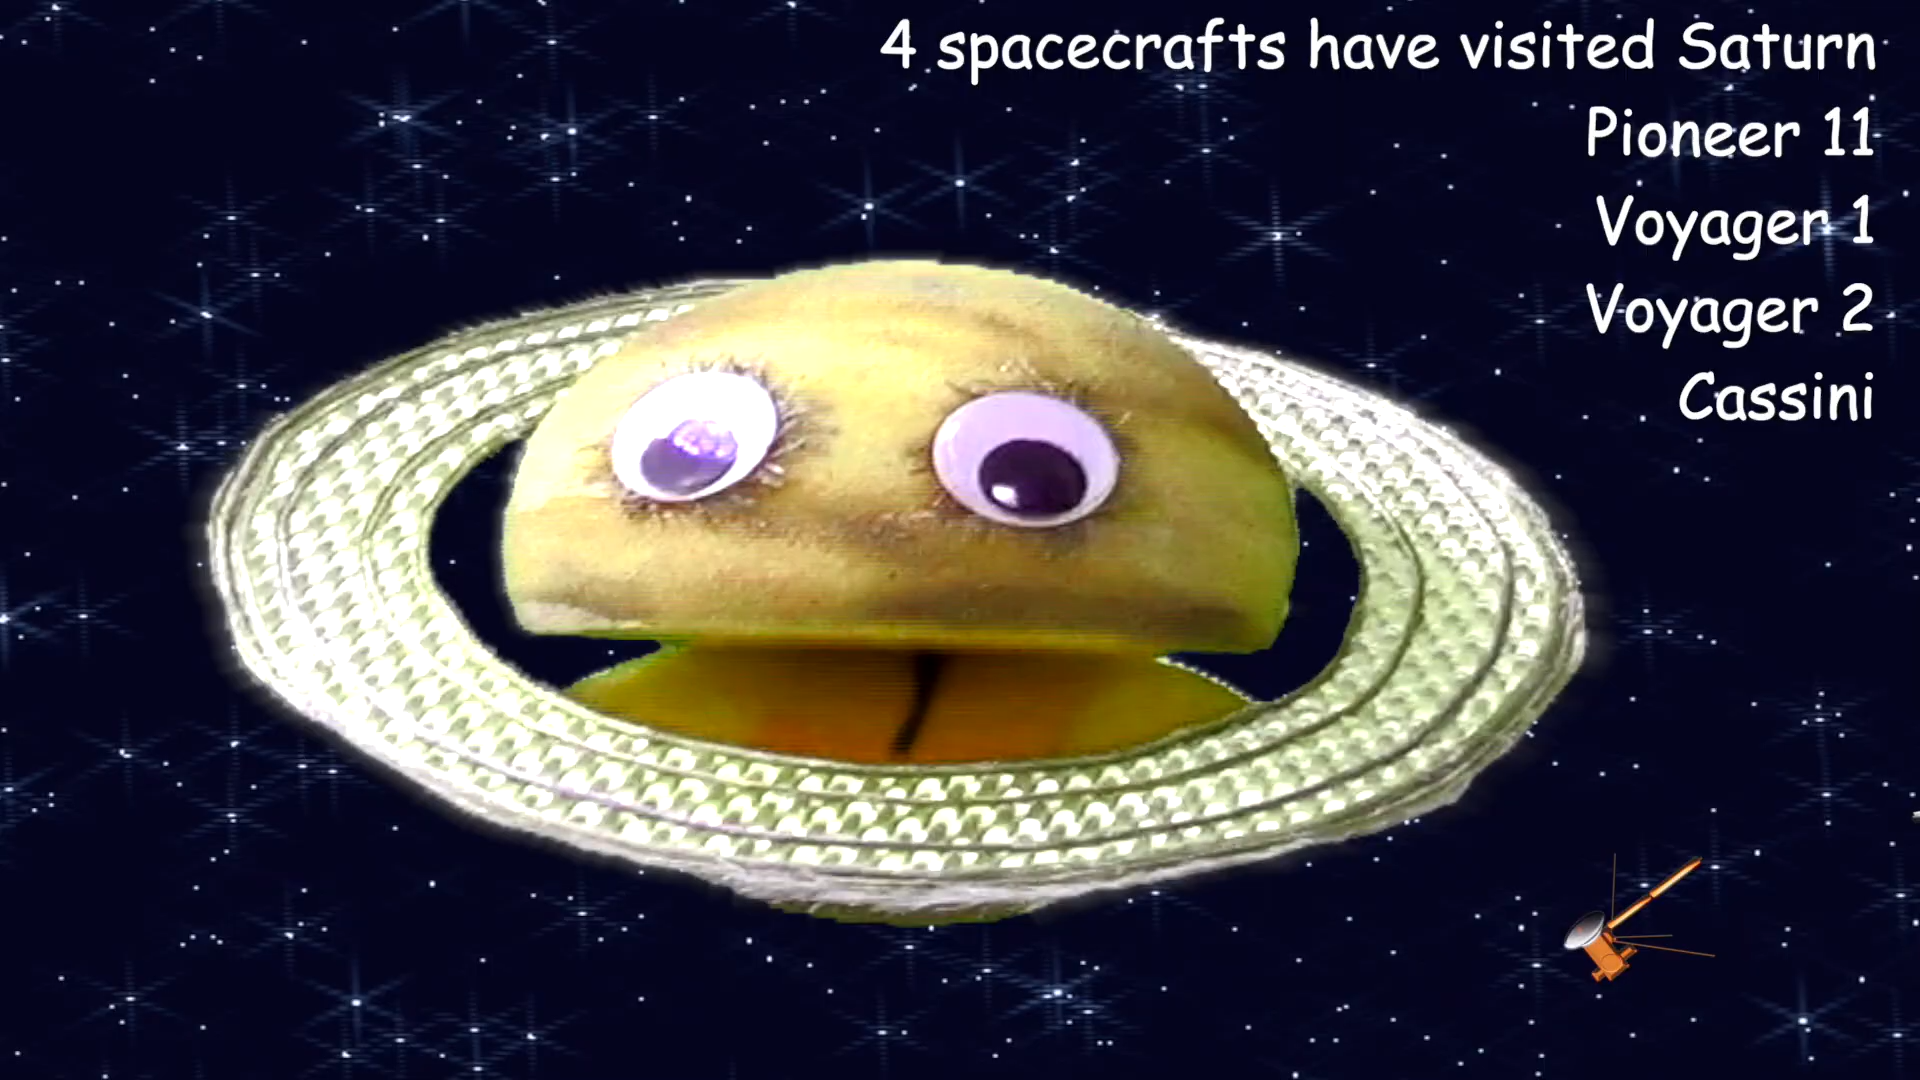 4 spacecrafts have visited Saturn
Pioneer 11
Voyager 1
Voyager 2
Cassini